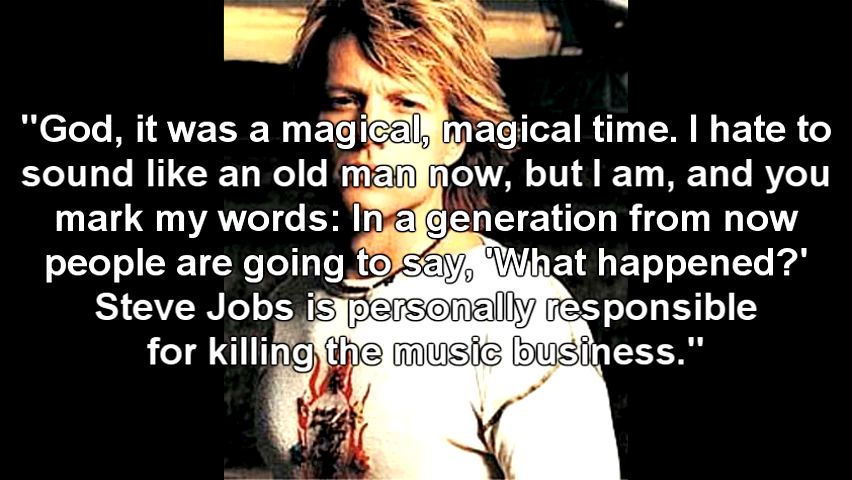 "God, it was a magical, magical time. I hate to
sound like an old man now, but I am, and you
mark my words: In a generation from now
people are going to say, 'What happened?'
Steve Jobs is personally responsible
for killing the music business."